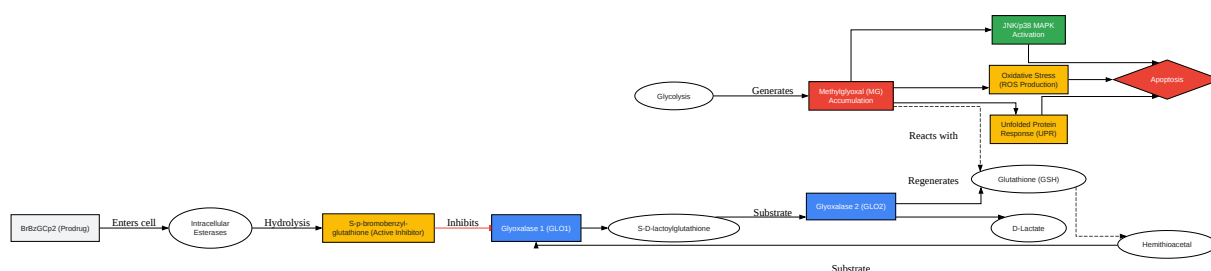 JNK/p38 MAPK
Activation
Oxidative Stress
(ROS Production)
Apoptosis
Glycolysis
Generates
Methylglyoxal (MG)
Accumulation
Unfolded Protein
Response (UPR)
Reacts with
Regenerates
Glutathione (GSH)
BrBzGCp2 (Prodrug)
Enters cell
Intracellular
Esterases
Hydrolysis
S-p-bromobenzyl-
glutathione (Active Inhibitor)
Inhibits
Glyoxalase 1 (GLO1)
S-D-lactoylglutathione
Substrate
Glyoxalase 2 (GLO2)
D-Lactate
Hemithioacetal
Substrate